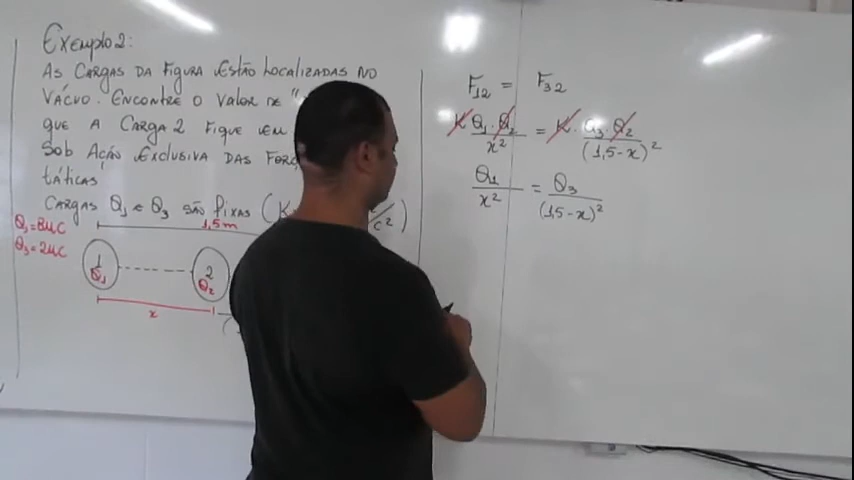 Exemplo 2:
As Cargas da Figura estão localizadas no
vácuo. Encontre o valor de "
que a Carga 2 fique em
sob ação exclusiva das
táticas
Cargas Q₁ e Q₃ são fixas (K
c²)
Q₁=8μC
Q₃=2μC
1,5m
1
Q₁
2
Q₂
x
F₁₂ = F₃₂
K Q₁.Q₂ / x² = K.Q₃.Q₂ / (1,5-x)²
Q₁ / x² = Q₃ / (1,5-x)²